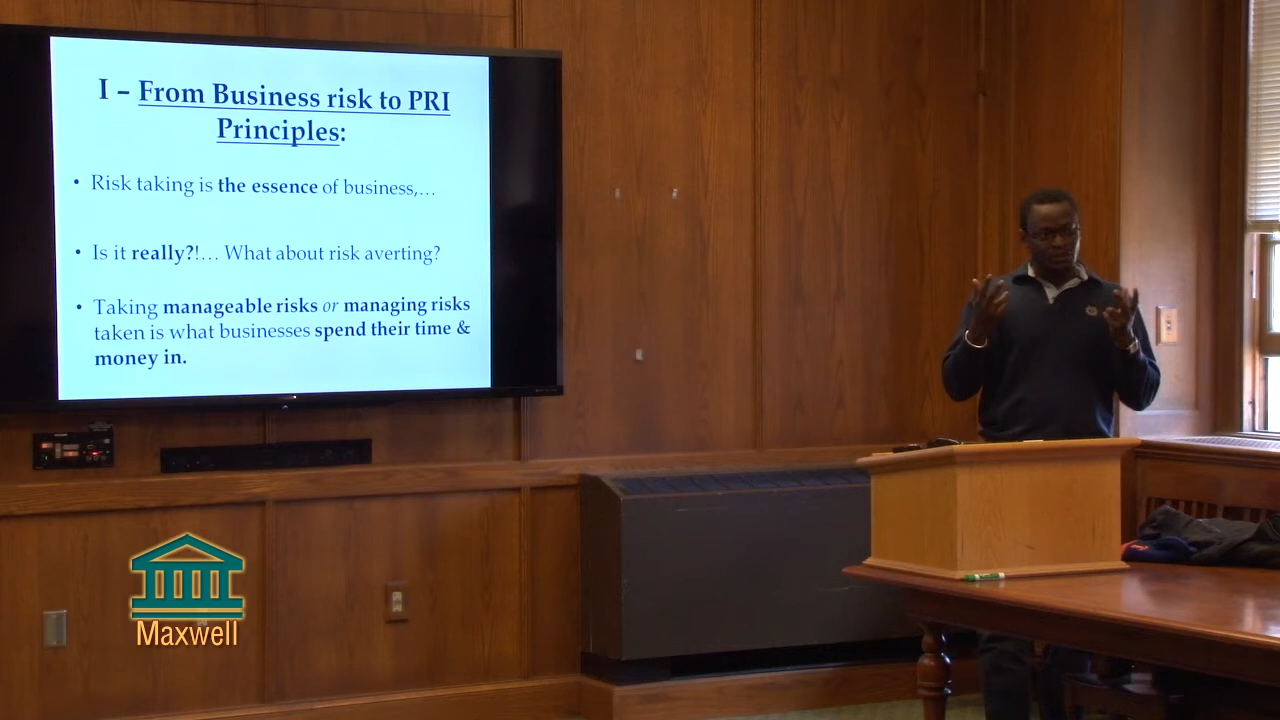 I – From Business risk to PRI
Principles:
• Risk taking is the essence of business,…
• Is it really?!… What about risk averting?
• Taking manageable risks or managing risks
taken is what businesses spend their time &
money in.
Maxwell